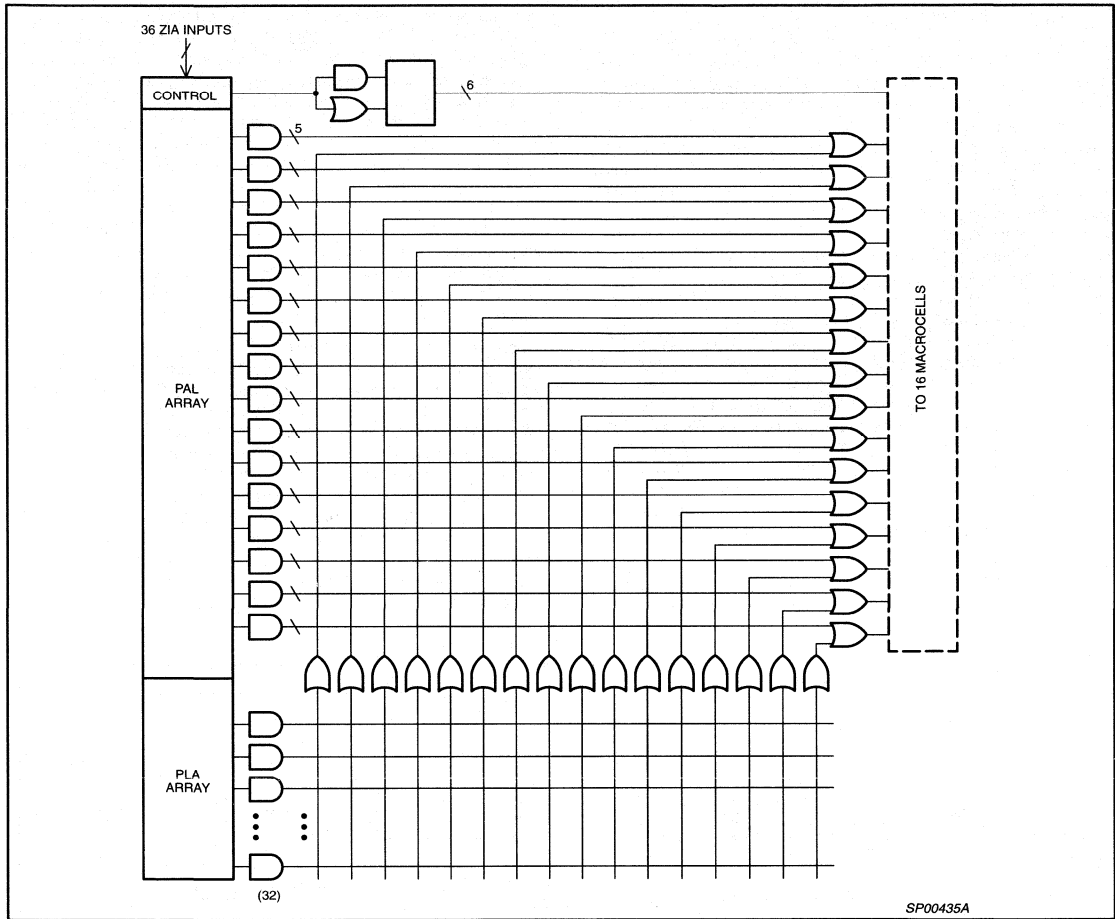 36 ZIA INPUTS
CONTROL
6
5
PAL
ARRAY
TO 16 MACROCELLS
PLA
ARRAY
(32)
SP00435A